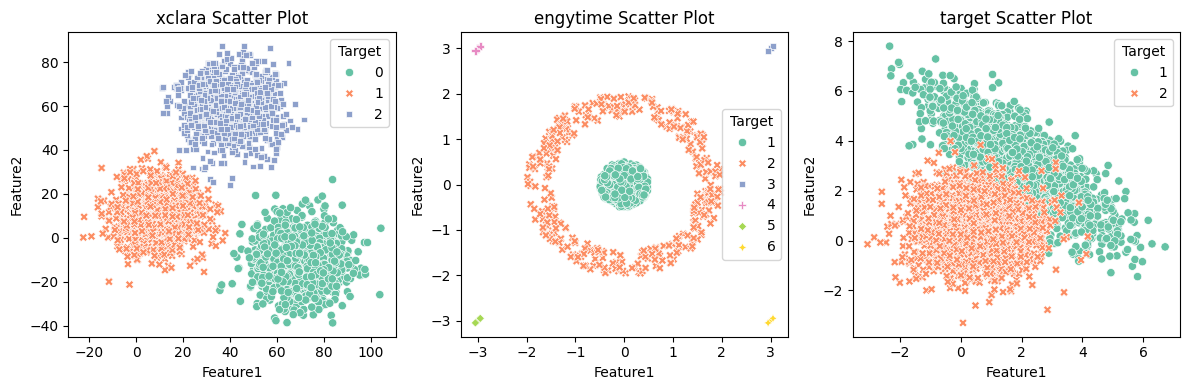 xclara Scatter Plot
Target
0
1
2
80
60
40
20
0
−20
−40
Feature2
−20 0 20 40 60 80 100
Feature1
engytime Scatter Plot
Target
1
2
3
4
5
6
3
2
1
0
−1
−2
−3
Feature2
−3 −2 −1 0 1 2 3
Feature1
target Scatter Plot
Target
1
2
8
6
4
2
0
−2
Feature2
−2 0 2 4 6
Feature1